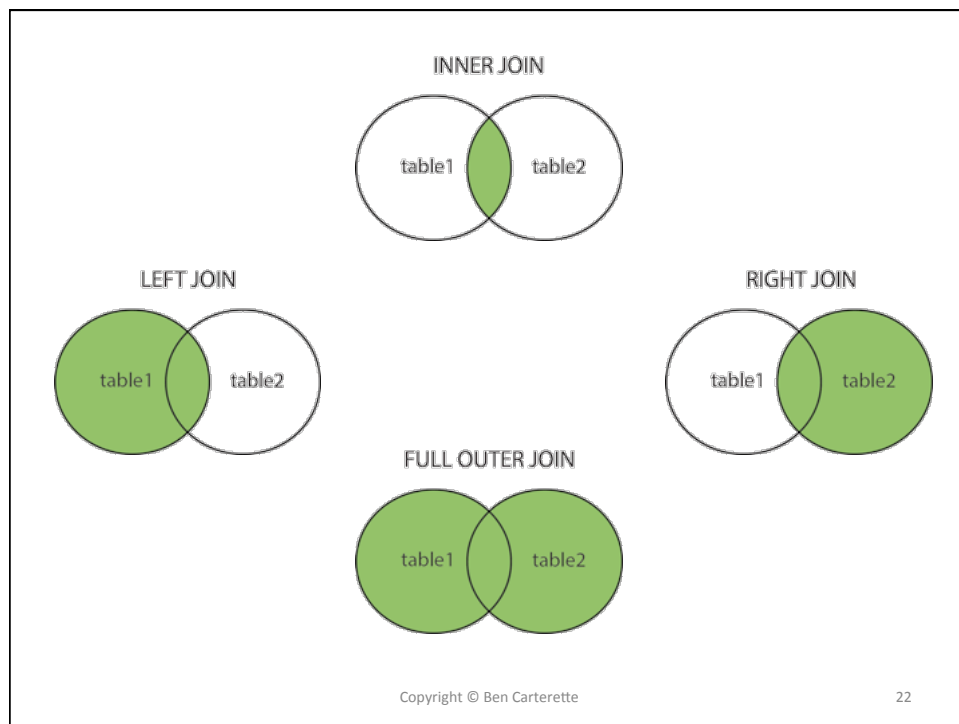 INNER JOIN
table1 table2
LEFT JOIN
table1 table2
RIGHT JOIN
table1 table2
FULL OUTER JOIN
table1 table2
Copyright © Ben Carterette 22